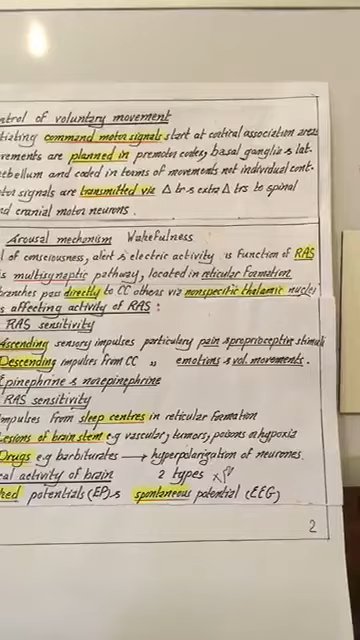 ntrol of voluntary movement
tiating command motor signals start at cortical association areas
vements are planned in premotor cortex, basal ganglia & lat.
ebellum and coded in terms of movements not individual cont.
otor signals are transmitted via Δ trs & extra Δ trs to spinal
nd cranial motor neurons.
Arousal mechanism Wakefulness
l of consciousness, alert & electric activity is function of RAS
is multisynaptic pathway, located in reticular formation
branches pass directly to CC others via nonspecific thalamic nuclei
s affecting activity of RAS:
RAS sensitivity
Ascending sensory impulses particulary pain & proprioceptive stimuli
Descending impulses from CC ,, emotions & vol. movements.
Epinephrine & norepinephrine
RAS sensitivity
impulses from sleep centres in reticular formation
Lesions of brain stem e.g vascular, tumors, poisons & hypoxia
Drugs e.g barbiturates → hyperpolarization of neurones.
cal activity of brain 2 types
ked potentials (EP) & spontaneous potential (EEG)
2